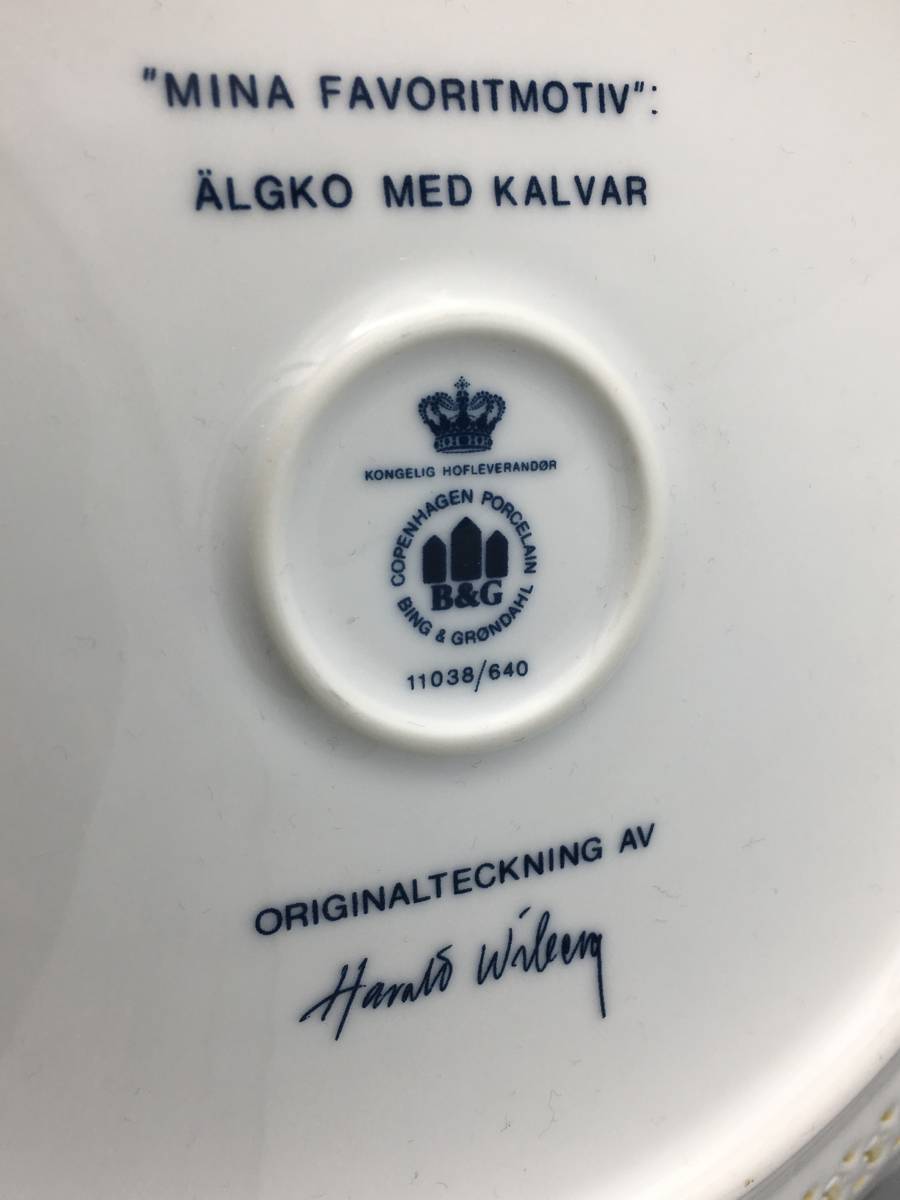 "MINA FAVORITMOTIV":
ÄLGKO MED KALVAR
KONGELIG HOFLEVERANDØR
COPENHAGEN PORCELAIN
B&G
BING & GRØNDAHL
11038/640
ORIGINALTECKNING AV
Harald Wiberg